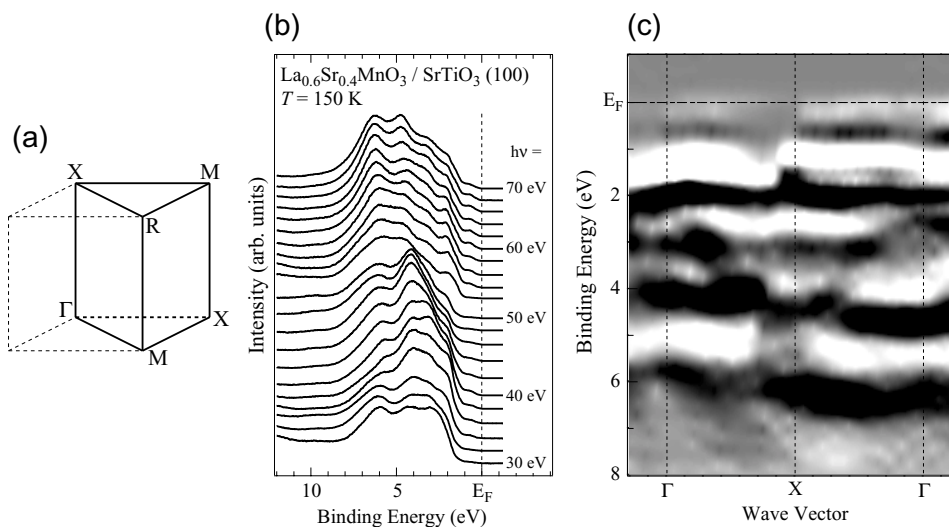 (a)
X
M
R
Γ
X
M
(b)
La0.6Sr0.4MnO3 / SrTiO3 (100)
T = 150 K
hν =
70 eV
60 eV
50 eV
40 eV
30 eV
Intensity (arb. units)
10
5
EF
Binding Energy (eV)
(c)
EF
2
4
6
8
Binding Energy (eV)
Γ
X
Γ
Wave Vector